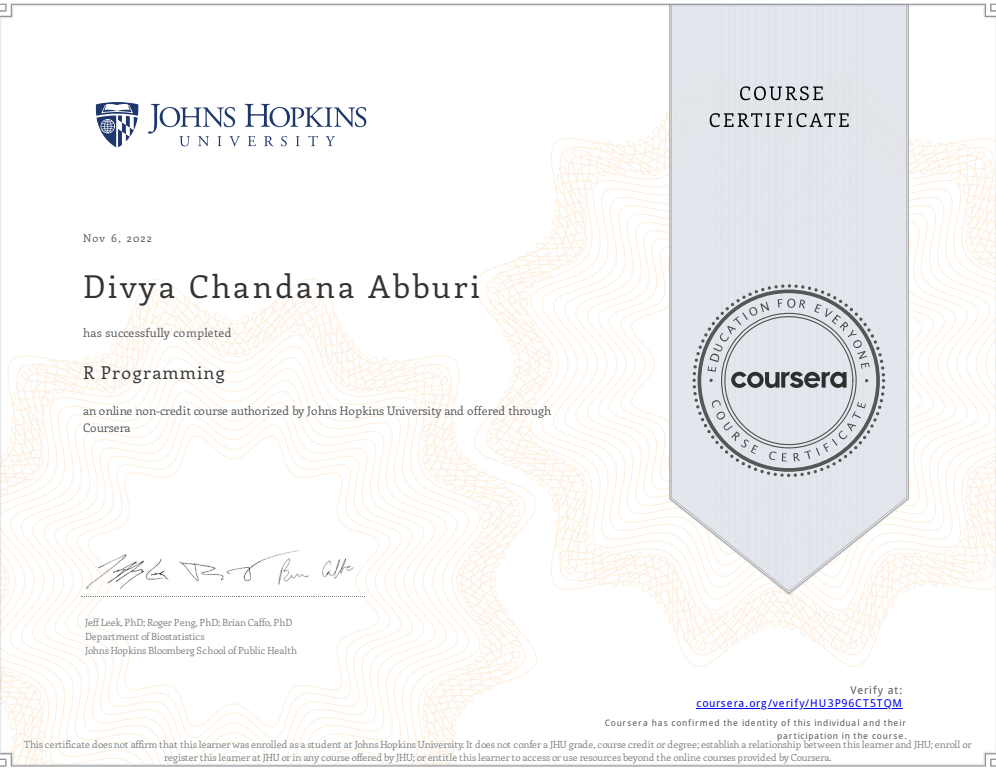 JOHNS HOPKINS
UNIVERSITY
COURSE
CERTIFICATE
Nov 6, 2022
Divya Chandana Abburi
has successfully completed
R Programming
an online non-credit course authorized by Johns Hopkins University and offered through
Coursera
EDUCATION FOR EVERYONE
coursera
COURSE CERTIFICATE
Jeff Leek, PhD; Roger Peng, PhD; Brian Caffo, PhD
Department of Biostatistics
Johns Hopkins Bloomberg School of Public Health
Verify at:
coursera.org/verify/HU3P96CT5TQM
Coursera has confirmed the identity of this individual and their
participation in the course.
This certificate does not affirm that this learner was enrolled as a student at Johns Hopkins University. It does not confer a JHU grade, course credit or degree; establish a relationship between this learner and JHU; enroll or
register this learner at JHU or in any course offered by JHU; or entitle this learner to access or use resources beyond the online courses provided by Coursera.